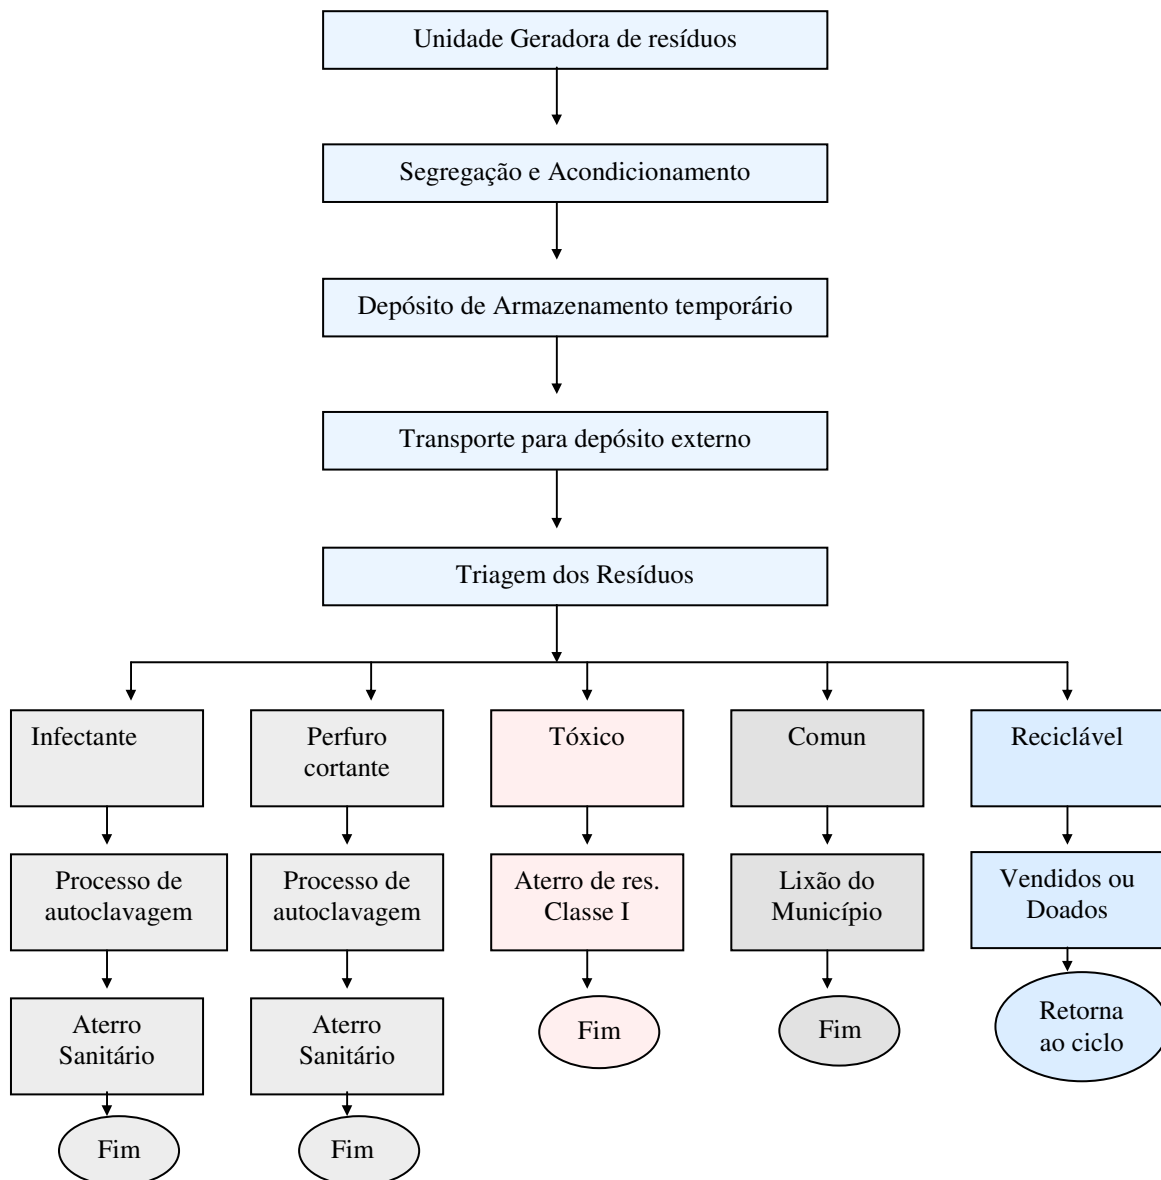 Unidade Geradora de resíduos
Segregação e Acondicionamento
Depósito de Armazenamento temporário
Transporte para depósito externo
Triagem dos Resíduos
Infectante
Perfuro
cortante
Tóxico
Comun
Reciclável
Processo de
autoclavagem
Processo de
autoclavagem
Aterro de res.
Classe I
Lixão do
Município
Vendidos ou
Doados
Aterro
Sanitário
Aterro
Sanitário
Fim
Fim
Retorna
ao ciclo
Fim
Fim